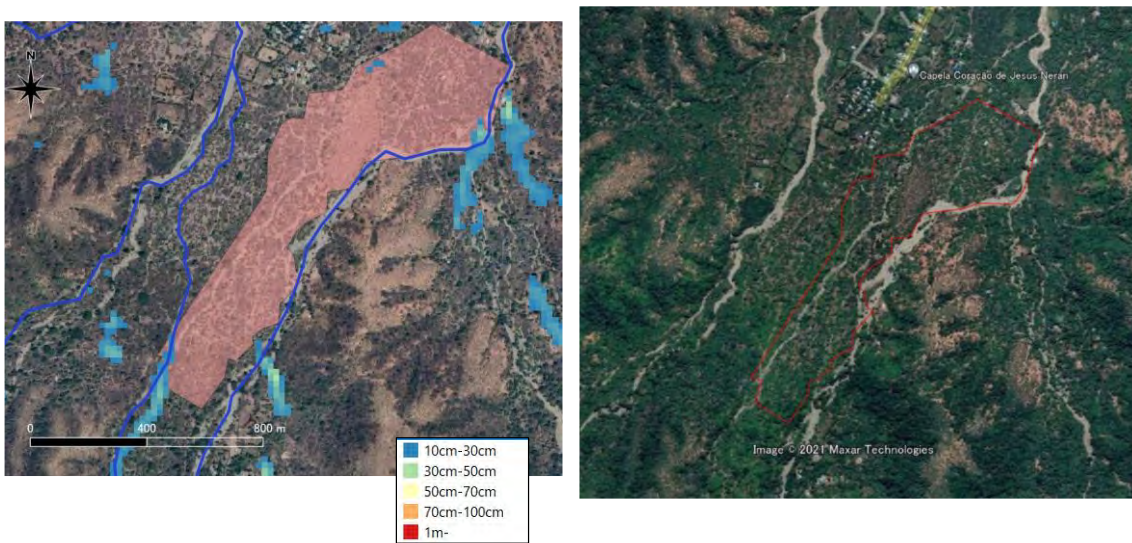 N
Capela Coração de Jesus Neran
0 400 800 m
Image © 2021 Maxar Technologies
10cm-30cm
30cm-50cm
50cm-70cm
70cm-100cm
1m-